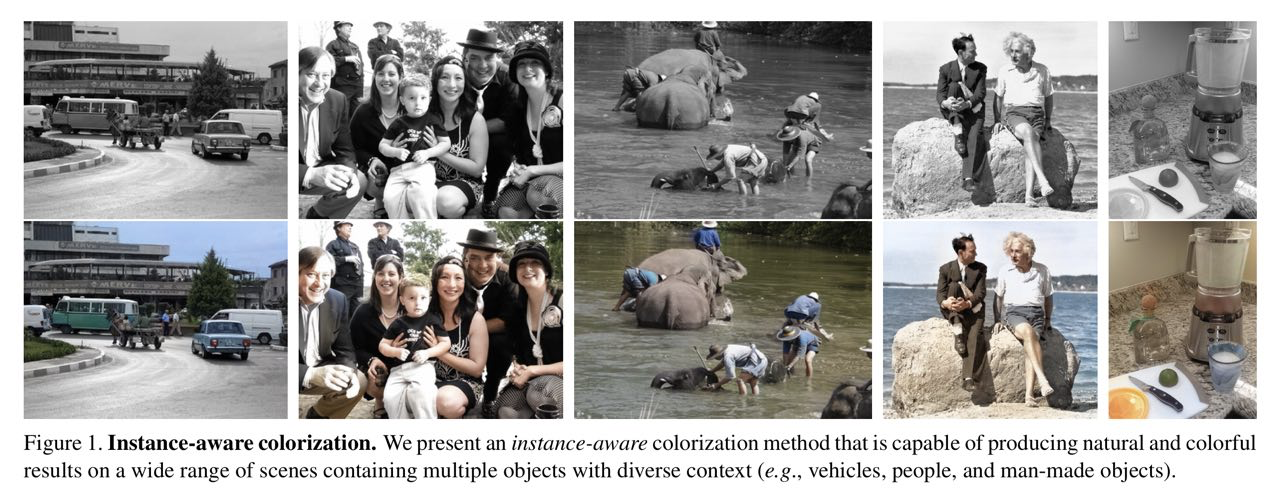 MERVE
MERVE
Figure 1. Instance-aware colorization. We present an instance-aware colorization method that is capable of producing natural and colorful
results on a wide range of scenes containing multiple objects with diverse context (e.g., vehicles, people, and man-made objects).